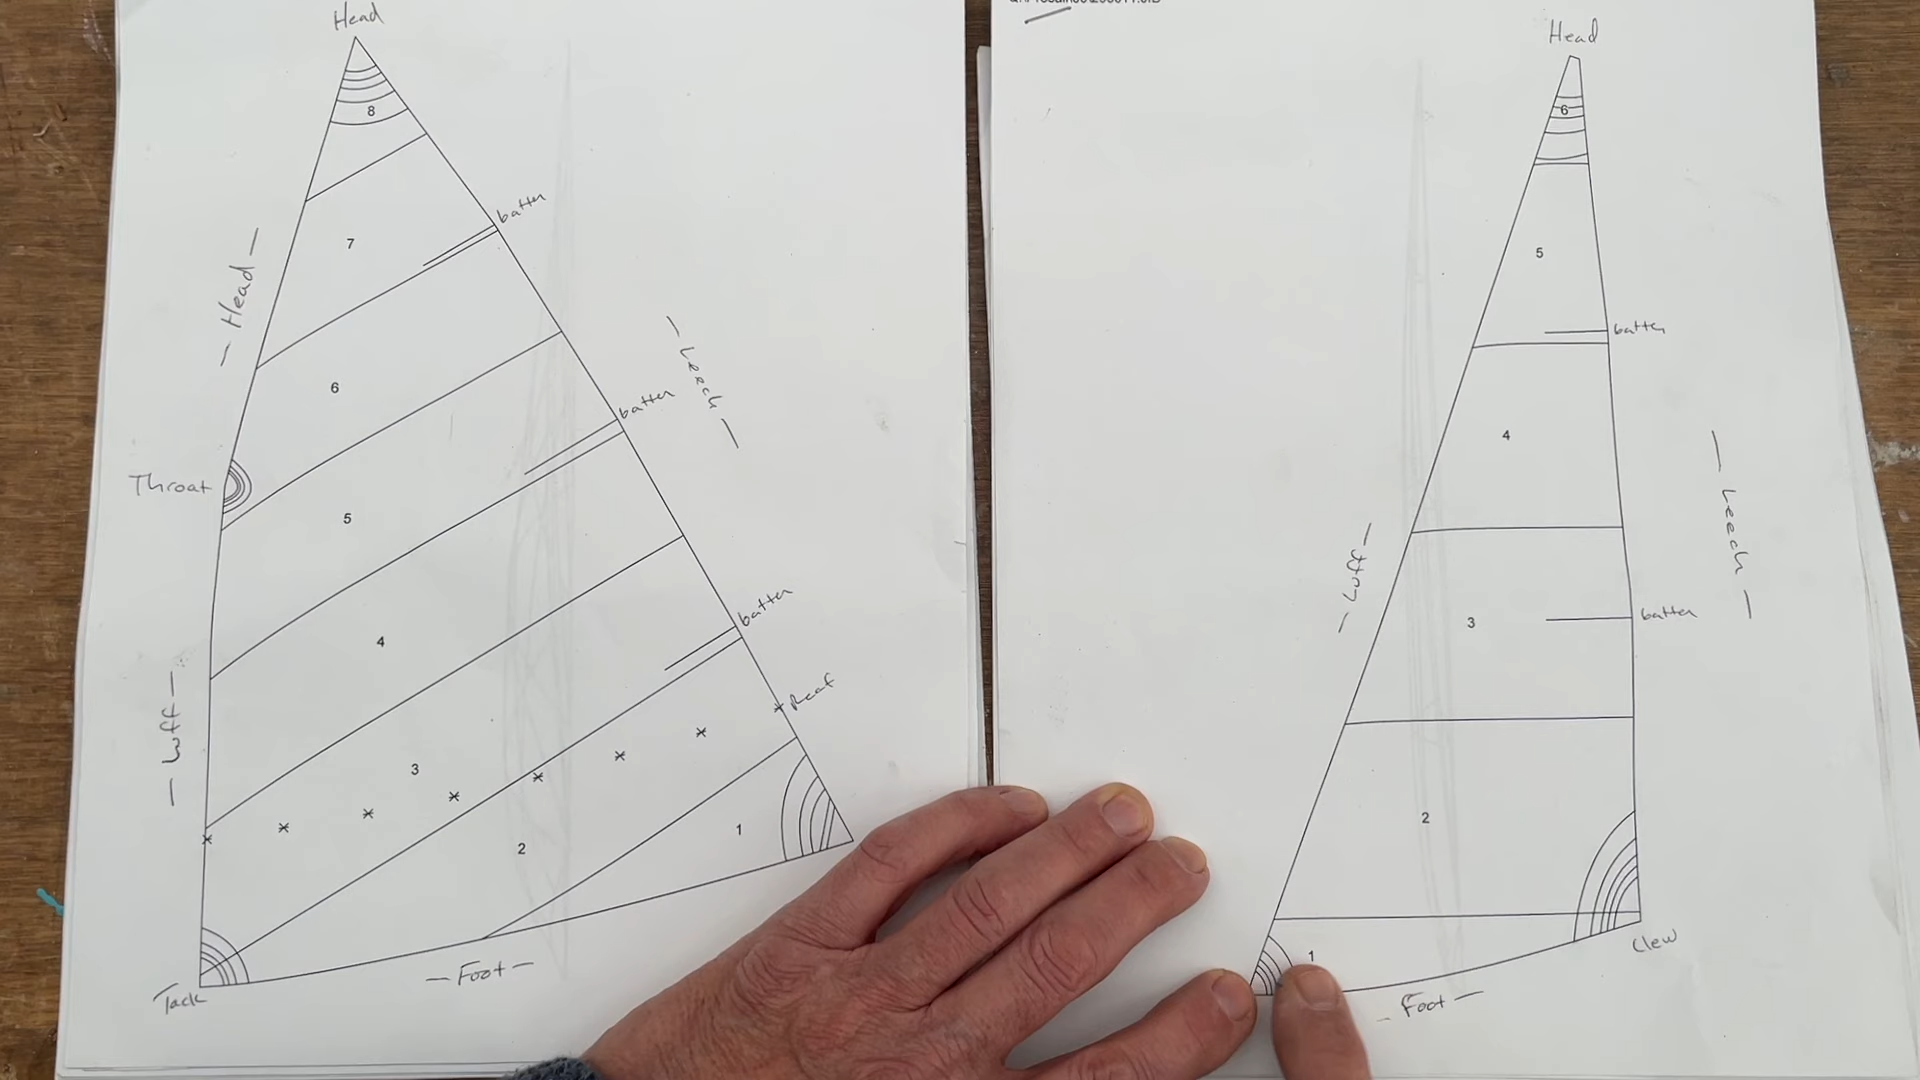 Head
8
batten
7
- Head -
6
batten
- Leech -
Throat
5
4
batten
- Luff -
Reef
3
1
2
Tack
- Foot -
Head
6
5
batten
4
- Luff -
- Leech -
3
batten
2
Clew
1
- Foot -